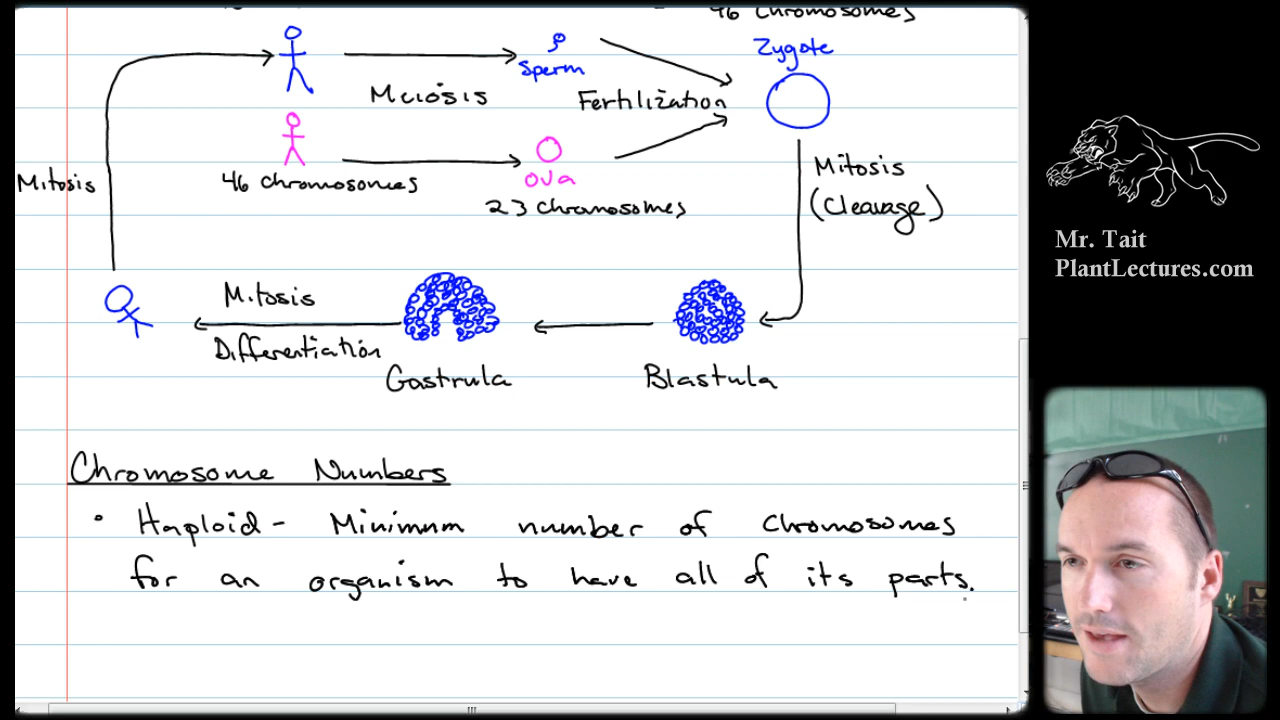 46 Chromosomes
Zygote
Sperm
Meiosis
Fertilization
Mitosis
46 Chromosomes
Ova
23 Chromosomes
Mitosis
(Cleavage)
Mr. Tait
PlantLectures.com
Mitosis
Differentiation
Gastrula
Blastula
Chromosome Numbers
• Haploid - Minimum number of Chromosomes
for an organism to have all of its parts.